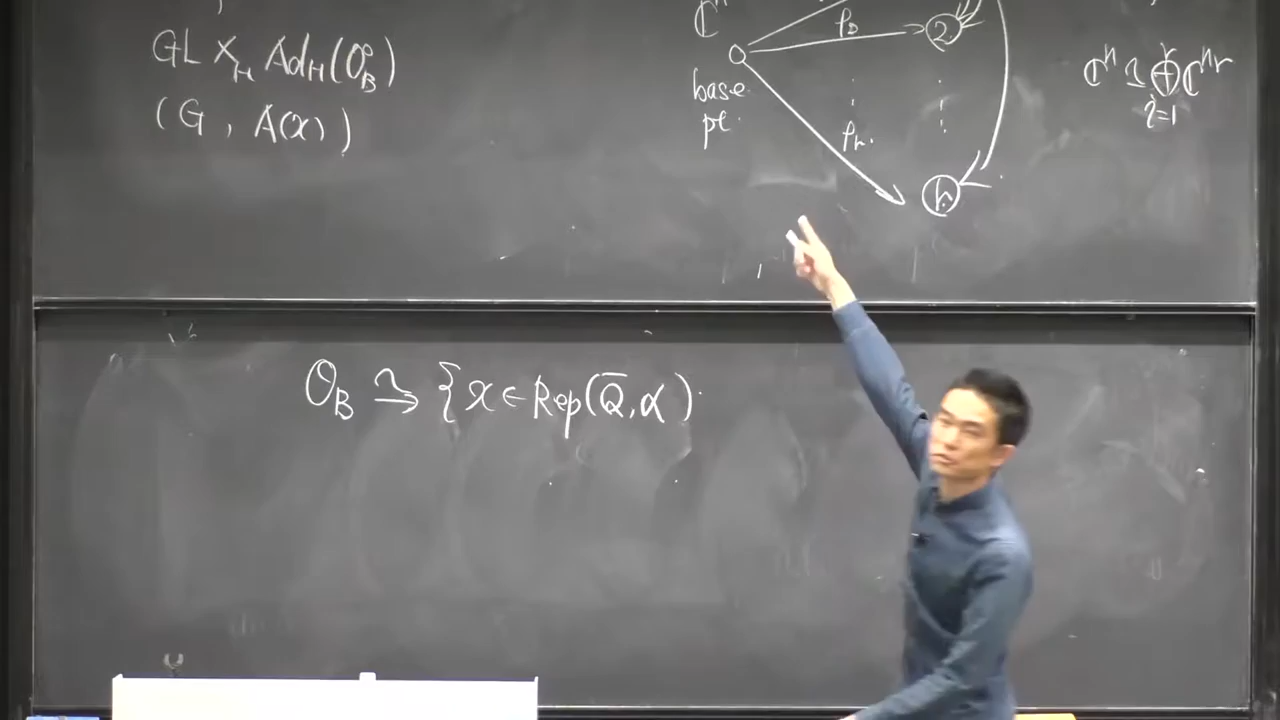 GL ×_H Ad_H(O_B^o)
(G, A(x))
ℂ^n
ρ_2
2
base
pt.
ρ_r.
r
ℂ^n ≃ ⊕_{i=1}^r ℂ^{n_r}
O_B ⥲ {x ∈ Rep(Q̄, α)